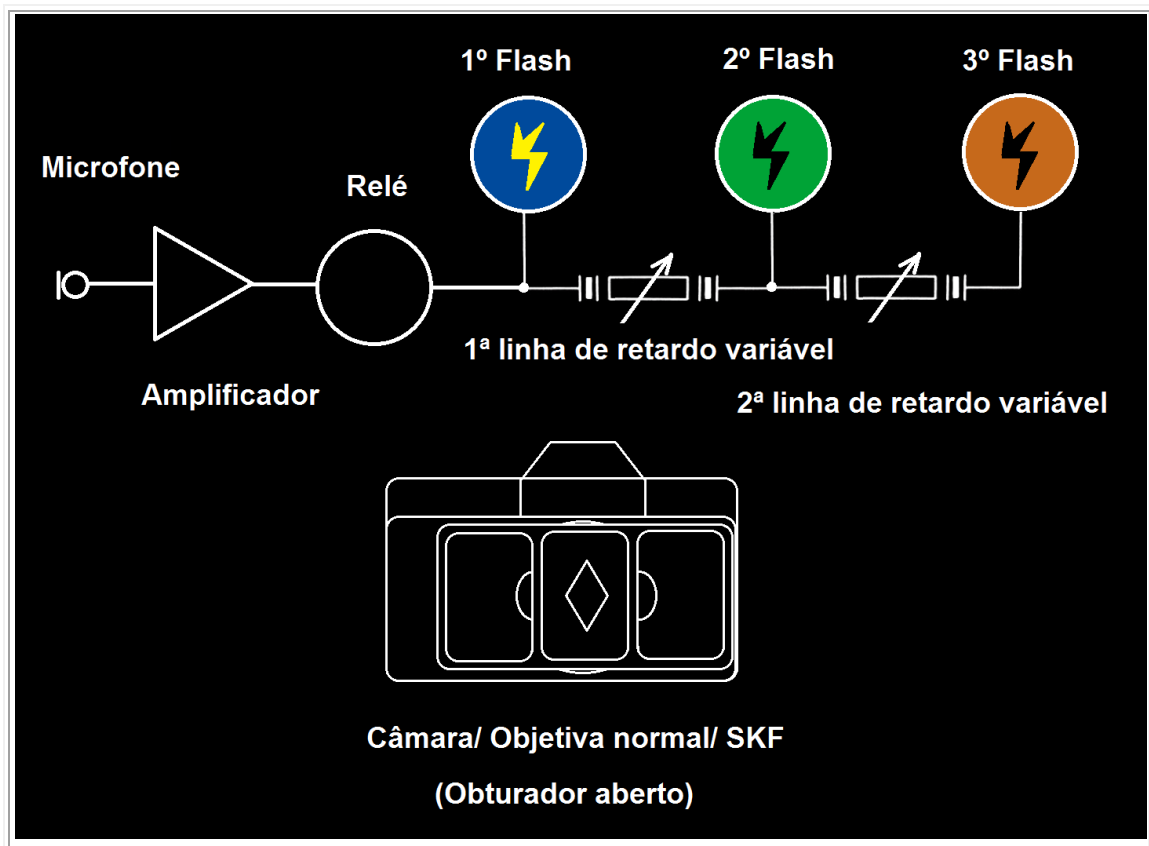 1º Flash
2º Flash
3º Flash
Microfone
Relé
1ª linha de retardo variável
Amplificador
2ª linha de retardo variável
Câmara/ Objetiva normal/ SKF
(Obturador aberto)